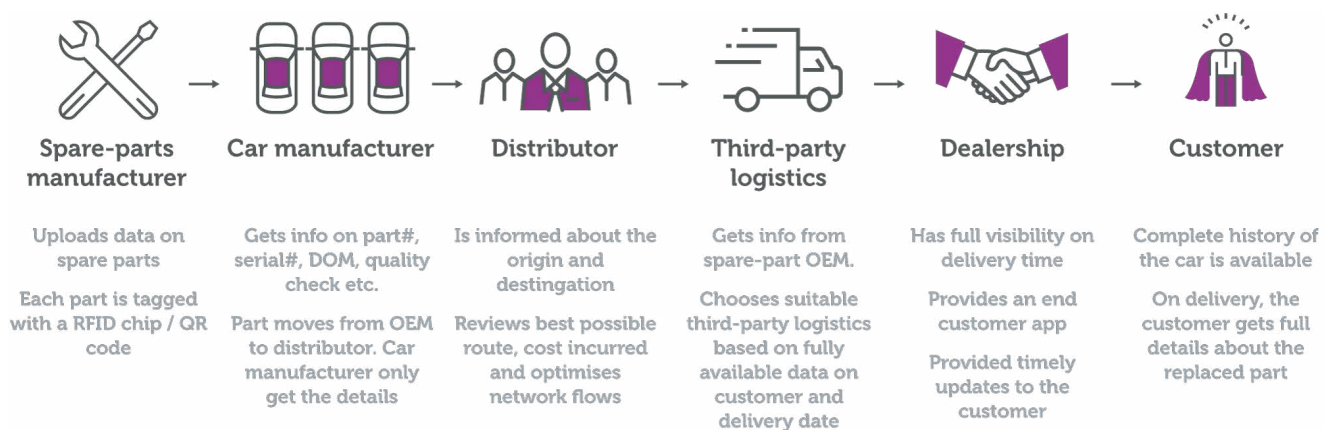 Spare-parts
manufacturer
Uploads data on
spare parts
Each part is tagged
with a RFID chip / QR
code
Car manufacturer
Gets info on part#,
serial#, DOM, quality
check etc.
Part moves from OEM
to distributor. Car
manufacturer only
get the details
Distributor
Is informed about the
origin and
destingation
Reviews best possible
route, cost incurred
and optimises
network flows
Third-party
logistics
Gets info from
spare-part OEM.
Chooses suitable
third-party logistics
based on fully
available data on
customer and
delivery date
Dealership
Has full visibility on
delivery time
Provides an end
customer app
Provided timely
updates to the
customer
Customer
Complete history of
the car is available
On delivery, the
customer gets full
details about the
replaced part